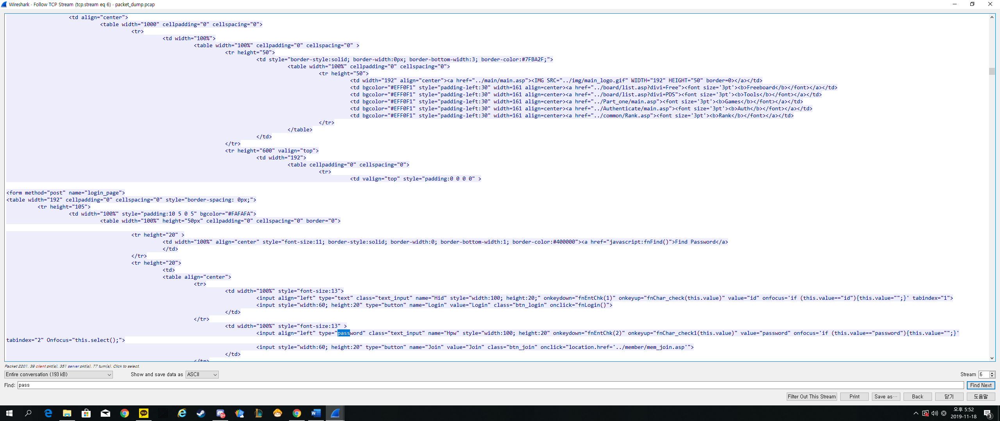 Wireshark · Follow TCP Stream (tcp.stream eq 6) · packet_dump.pcap
<td align="center">
<table width="1000" cellpadding="0" cellspacing="0">
<tr>
<td width="100%">
<table width="100%" cellpadding="0" cellspacing="0" >
<tr height="50">
<td style="border-style:solid; border-width:0px; border-bottom-width:3; border-color:#7FBA2F;">
<table width="100%" cellpadding="0" cellspacing="0">
<tr height="50">
<td width="192" align="center"><a href="../main/main.asp"><IMG SRC="../img/main_logo.gif" WIDTH="192" HEIGHT="50" border=0></a></td>
<td bgcolor="#EFF0F1" style="padding-left:30" width=161 align=center><a href="../board/list.asp?divi=Free"><font size='3pt'><b>Freeboard</b></font></a></td>
<td bgcolor="#EFF0F1" style="padding-left:30" width=161 align=center><a href="../board/list.asp?divi=PDS"><font size='3pt'><b>Tools</b></font></a></td>
<td bgcolor="#EFF0F1" style="padding-left:30" width=161 align=center><a href="../Part_one/main.asp"><font size='3pt'><b>Games</b></font></a></td>
<td bgcolor="#EFF0F1" style="padding-left:30" width=161 align=center><a href="../Authenticate/main.asp"><font size='3pt'><b>Auth</b></font></a></td>
<td bgcolor="#EFF0F1" style="padding-left:30" width=161 align=center><a href="../common/Rank.asp"><font size='3pt'><b>Rank</b></font></a></td>
</tr>
</table>
</td>
</tr>
<tr height="600" valign="top">
<td width="192">
<table cellpadding="0" cellspacing="0">
<tr>
<td valign="top" style="padding:0 0 0 0" >
<form method="post" name="login_page">
<table width="192" cellpadding="0" cellspacing="0" style="border-spacing: 0px;">
<tr height="105">
<td width="100%" style="padding:10 5 0 5" bgcolor="#FAFAFA">
<table width="100%" height="50px" cellpadding="0" cellspacing="0" border="0">
<tr height="20" >
<td width="100%" align="center" style="font-size:11; border-style:solid; border-width:0; border-bottom-width:1; border-color:#400000"><a href="javascript:fnFind()">Find Password</a>
</td>
</tr>
<tr height="20">
<td>
<table align="center">
<tr>
<td width="100%" style="font-size:13">
<input align="left" type="text" class="text_input" name="Hid" style="width:100; height:20;" onkeydown="fnEntChk(1)" onkeyup="fnChar_check(this.value)" value="id" onfocus='if (this.value=="id"){this.value="";}' tabindex="1">
<input style="width:60; height:20" type="button" name="Login" value="Login" class="btn_login" onclick="fnLogin()">
</td>
</tr>
<td width="100%" style="font-size:13" >
<input align="left" type="password" class="text_input" name="Hpw" style="width:100; height:20" onkeydown="fnEntChk(2)" onkeyup="fnChar_check1(this.value)" value="password" onfocus='if (this.value=="password"){this.value="";}'
tabindex="2" Onfocus="this.select();">
<input style="width:60; height:20" type="button" name="Join" value="Join" class="btn_join" onclick="location.href='../member/mem_join.asp'">
</td>
</tr>
Packet 2201. 39 client pkt(s), 351 server pkt(s), 77 turn(s). Click to select.
Entire conversation (193 kB) Show and save data as ASCII Stream 6
Find: pass Find Next
Filter Out This Stream Print Save as… Back 닫기 도움말
TALK 9+ W 오후 5:52
2019-11-18 3